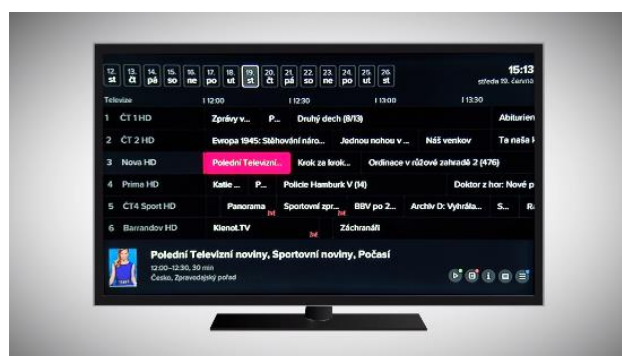 12. 13. 14. 15. 16. 17. 18. 19. 20. 21. 22. 23. 24. 25. 26.
st čt pá so ne po út st čt pá so ne po út st
15:13
středa 19. června
Televize 12:00 12:30 13:00 13:30
1 ČT 1 HD Zprávy v... P... Druhý dech (8/13) Abiturien
2 ČT 2 HD Evropa 1945: Stěhování náro... Jednou nohou v ... Náš venkov Ta naša
3 Nova HD Polední Televizní... Krok za krok... Ordinace v růžové zahradě 2 (476)
4 Prima HD Katie ... P... Policie Hamburk V (14) Doktor z hor: Nové p
5 ČT4 Sport HD Panorama Sportovní zpr... BBV po 2... Archiv D: Vyhrála... S... R
6 Barrandov HD Klenot.TV Záchranáři
Polední Televizní noviny, Sportovní noviny, Počasí
12:00–12:30, 30 min
Česko, Zpravodajský pořad